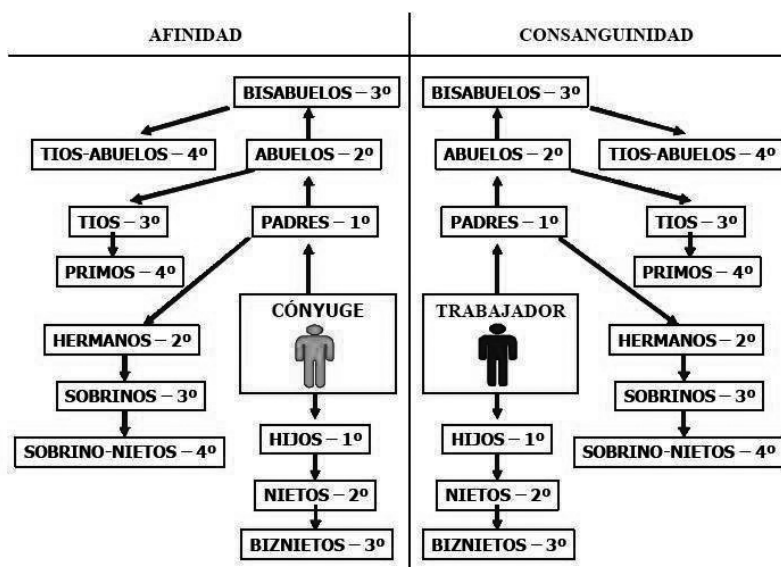 AFINIDAD
CONSANGUINIDAD
BISABUELOS – 3º
BISABUELOS – 3º
TIOS-ABUELOS – 4º
ABUELOS – 2º
ABUELOS – 2º
TIOS-ABUELOS – 4º
TIOS – 3º
PADRES – 1º
PADRES – 1º
TIOS – 3º
PRIMOS – 4º
PRIMOS – 4º
CÓNYUGE
TRABAJADOR
HERMANOS – 2º
HERMANOS – 2º
SOBRINOS – 3º
SOBRINOS – 3º
SOBRINO-NIETOS – 4º
HIJOS – 1º
HIJOS – 1º
SOBRINO-NIETOS – 4º
NIETOS – 2º
NIETOS – 2º
BIZNIETOS – 3º
BIZNIETOS – 3º